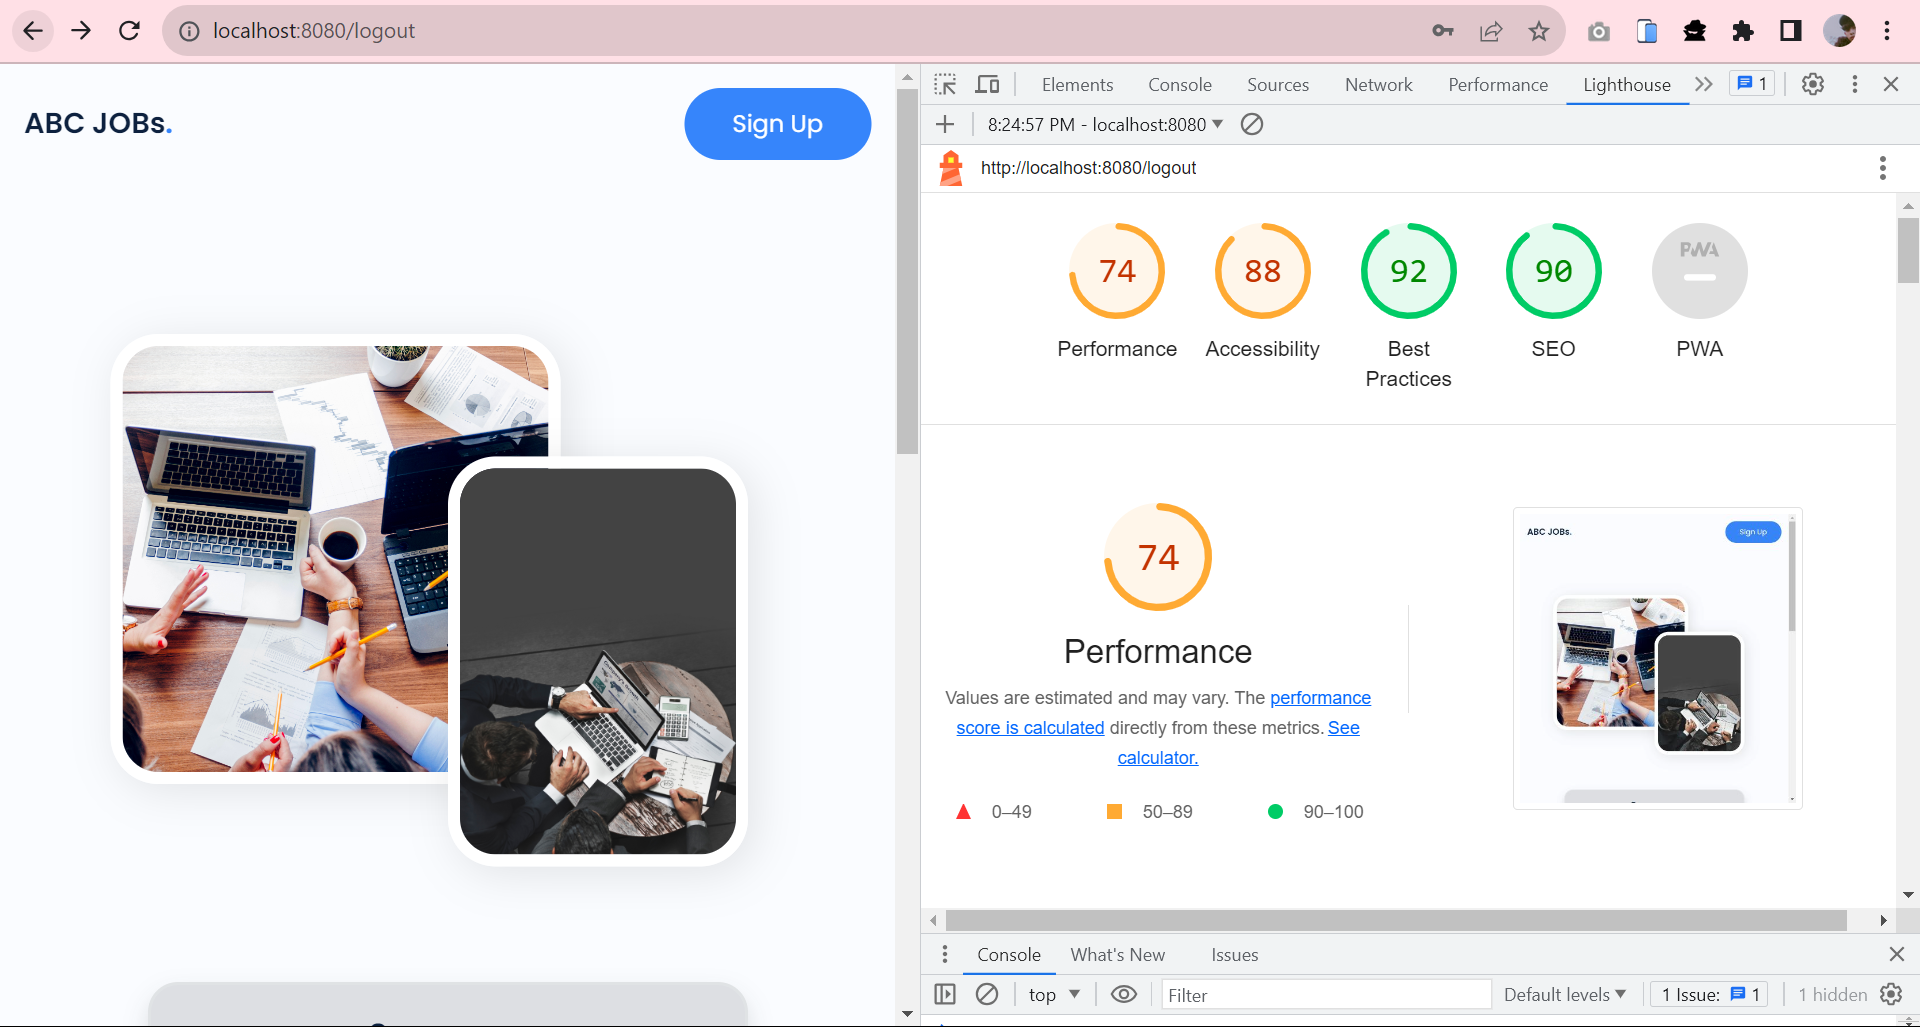 localhost:8080/logout
ABC JOBs.
Sign Up
Elements Console Sources Network Performance Lighthouse 1
8:24:57 PM - localhost:8080
http://localhost:8080/logout
74 88 92 90 PWA
Performance Accessibility Best Practices SEO PWA
74
Performance
Values are estimated and may vary. The performance
score is calculated directly from these metrics. See
calculator.
0–49 50–89 90–100
ABC JOBs.
Sign Up
Console What's New Issues
top Filter Default levels 1 Issue: 1 1 hidden